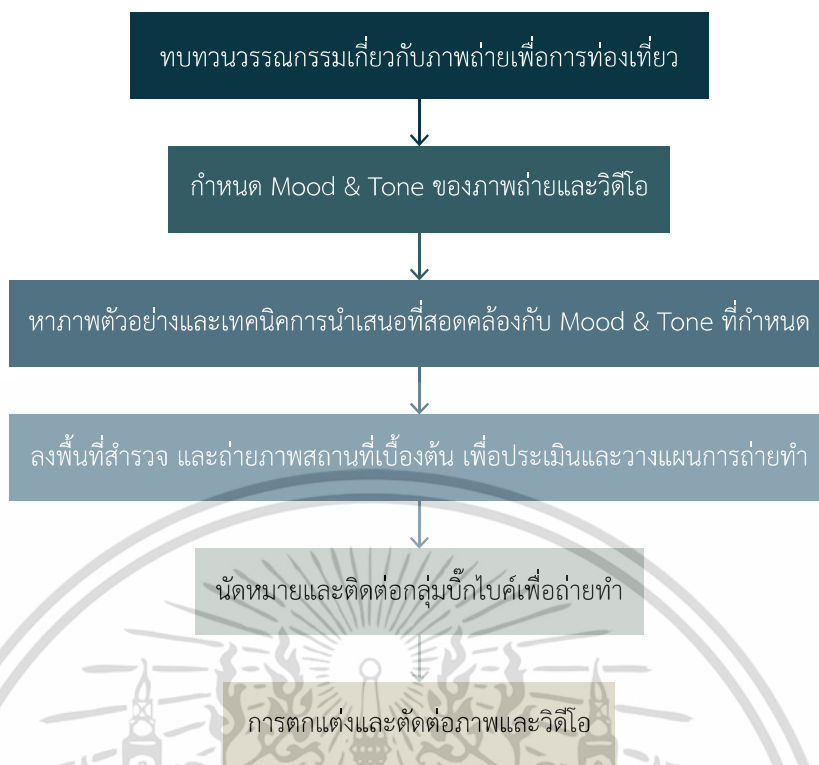 ทบทวนวรรณกรรมเกี่ยวกับภาพถ่ายเพื่อการท่องเที่ยว
กำหนด Mood & Tone ของภาพถ่ายและวิดีโอ
หาภาพตัวอย่างและเทคนิคการนำเสนอที่สอดคล้องกับ Mood & Tone ที่กำหนด
ลงพื้นที่สำรวจ และถ่ายภาพสถานที่เบื้องต้น เพื่อประเมินและวางแผนการถ่ายทำ
นัดหมายและติดต่อกลุ่มบิ๊กไบค์เพื่อถ่ายทำ
การตกแต่งและตัดต่อภาพและวิดีโอ